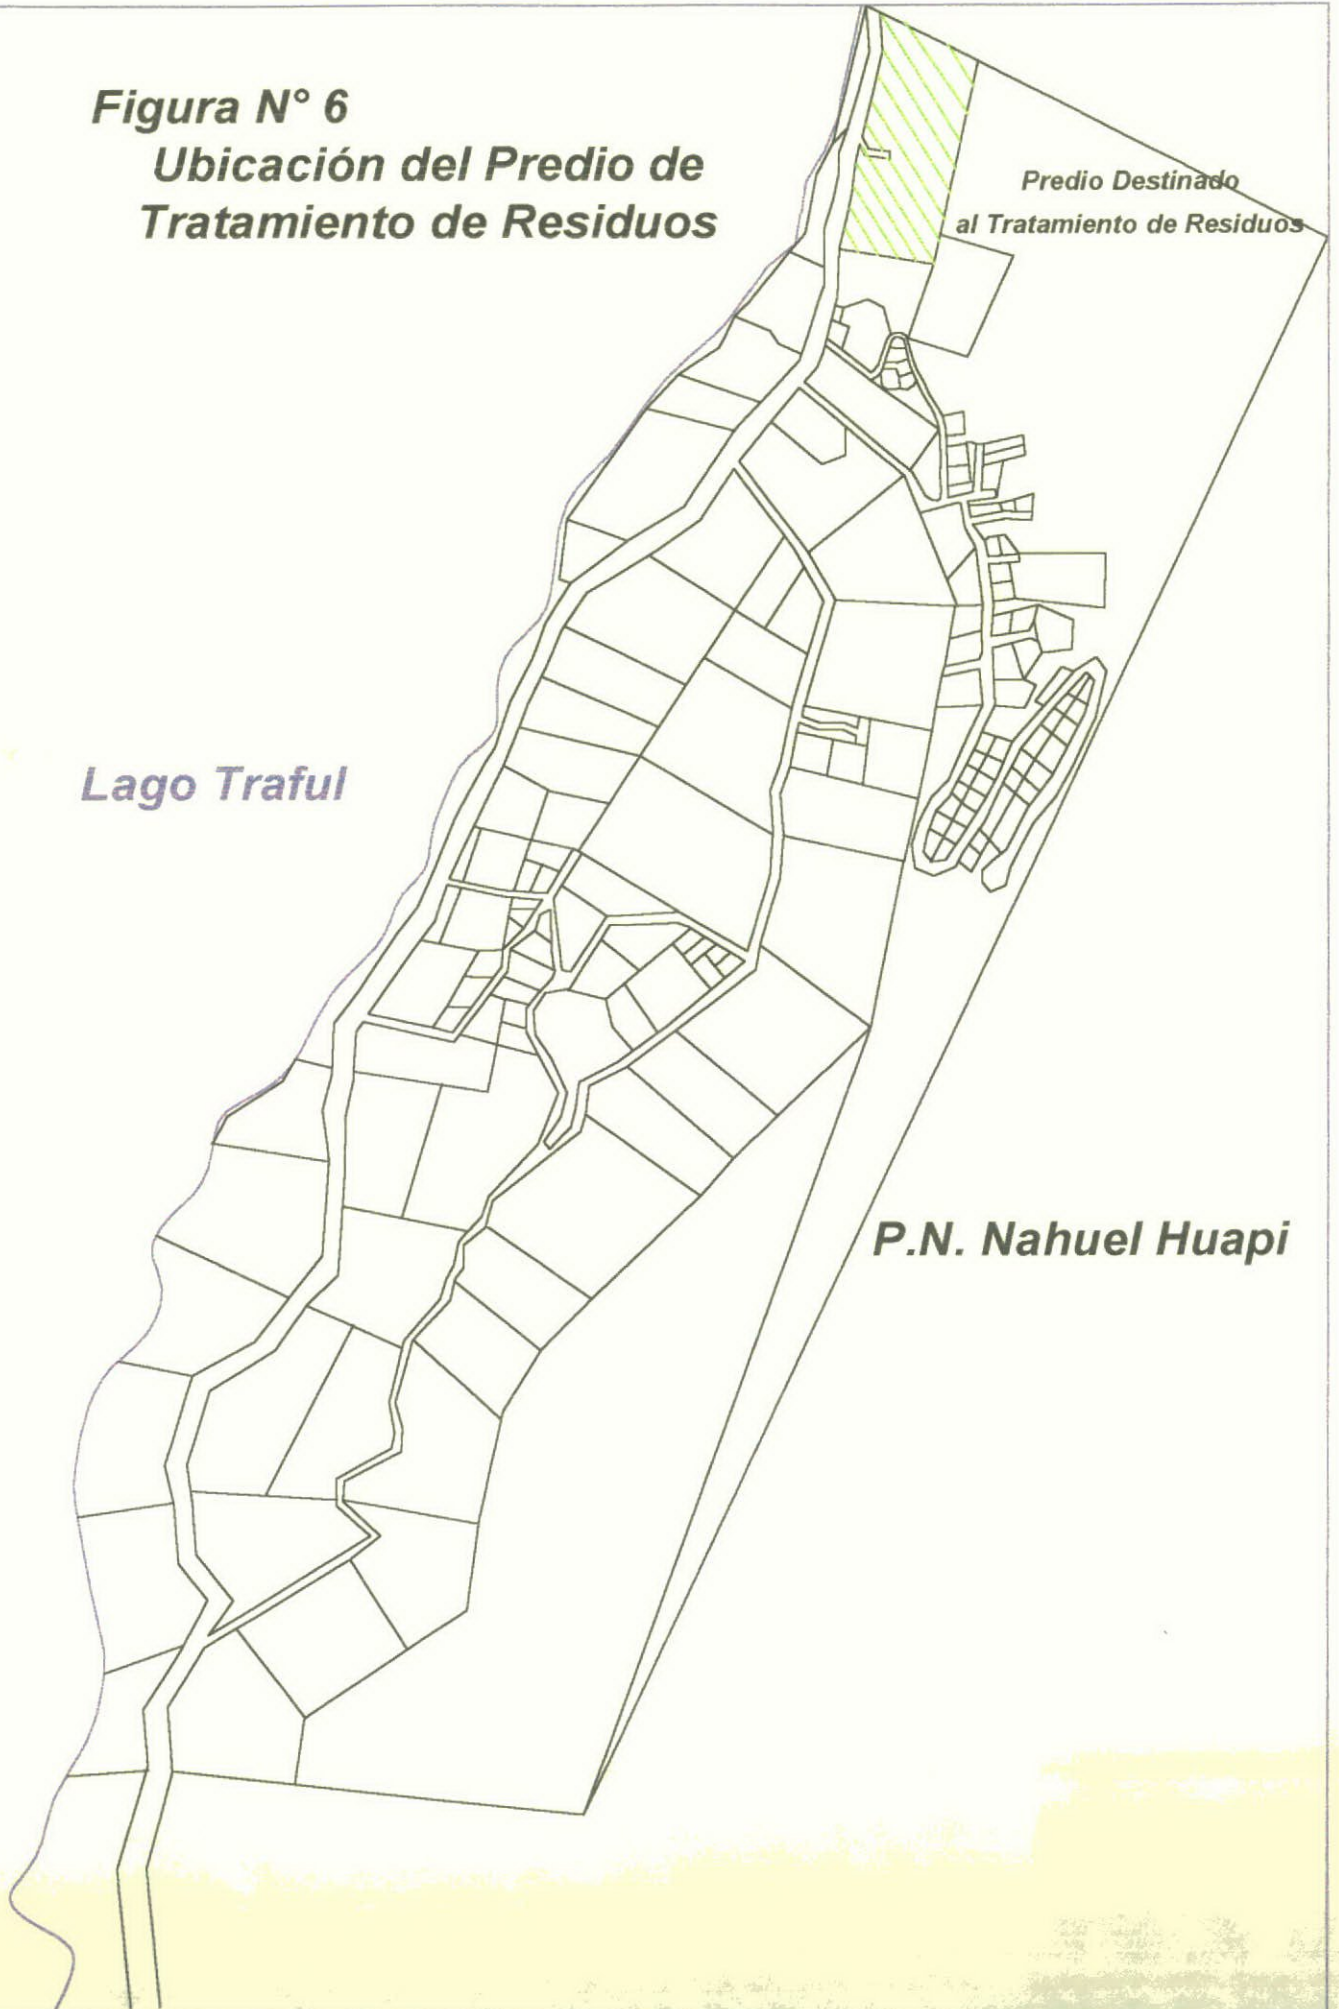 Figura N° 6
Ubicación del Predio de
Tratamiento de Residuos
Predio Destinado
al Tratamiento de Residuos
Lago Traful
P.N. Nahuel Huapi